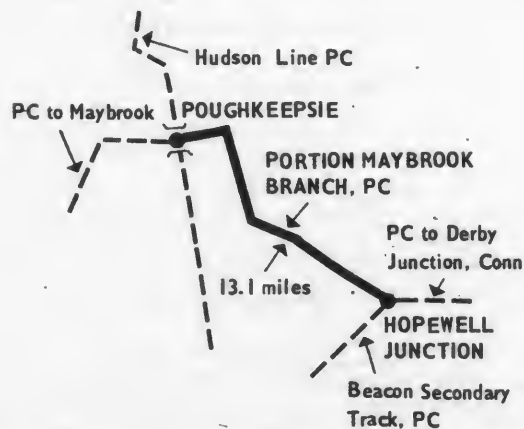 Hudson Line PC
PC to Maybrook
POUGHKEEPSIE
PORTION MAYBROOK
BRANCH, PC
PC to Derby
Junction, Conn
13.1 miles
HOPEWELL
JUNCTION
Beacon Secondary
Track, PC